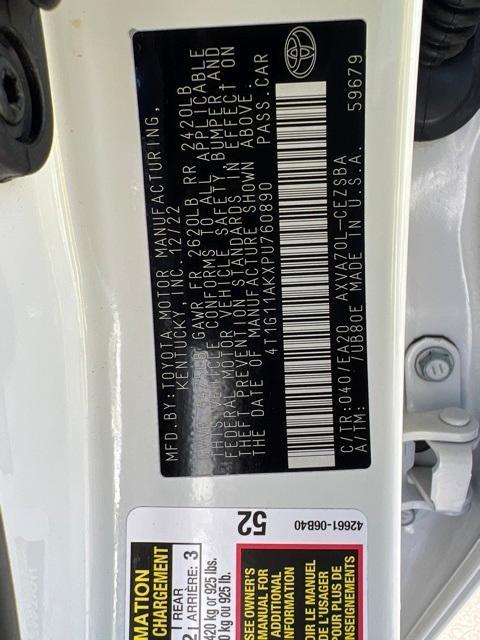 MFD.BY:TOYOTA MOTOR MANUFACTURING,
KENTUCKY, INC. 12/22
GAWR FR 2620LB RR 2420LB
THIS VEHICLE CONFORMS TO ALL APPLICABLE
FEDERAL MOTOR VEHICLE SAFETY, BUMPER, AND
THEFT PREVENTION STANDARDS IN EFFECT ON
THE DATE OF MANUFACTURE SHOWN ABOVE.
4T1G11AKXPU760890 PASS.CAR
C/TR:040/EA20 AXVA70L-CEZSBA
A/TM: /UB80E MADE IN U.S.A. 59679
52
42661-06B40
INFORMATION
CHARGEMENT
REAR
ARRIÈRE: 3
420 kg or 925 lbs.
kg ou 925 lb.
SEE OWNER'S
MANUAL FOR
ADDITIONAL
INFORMATION
VOIR LE MANUEL
DE L'USAGER
POUR PLUS DE
RENSEIGNEMENTS